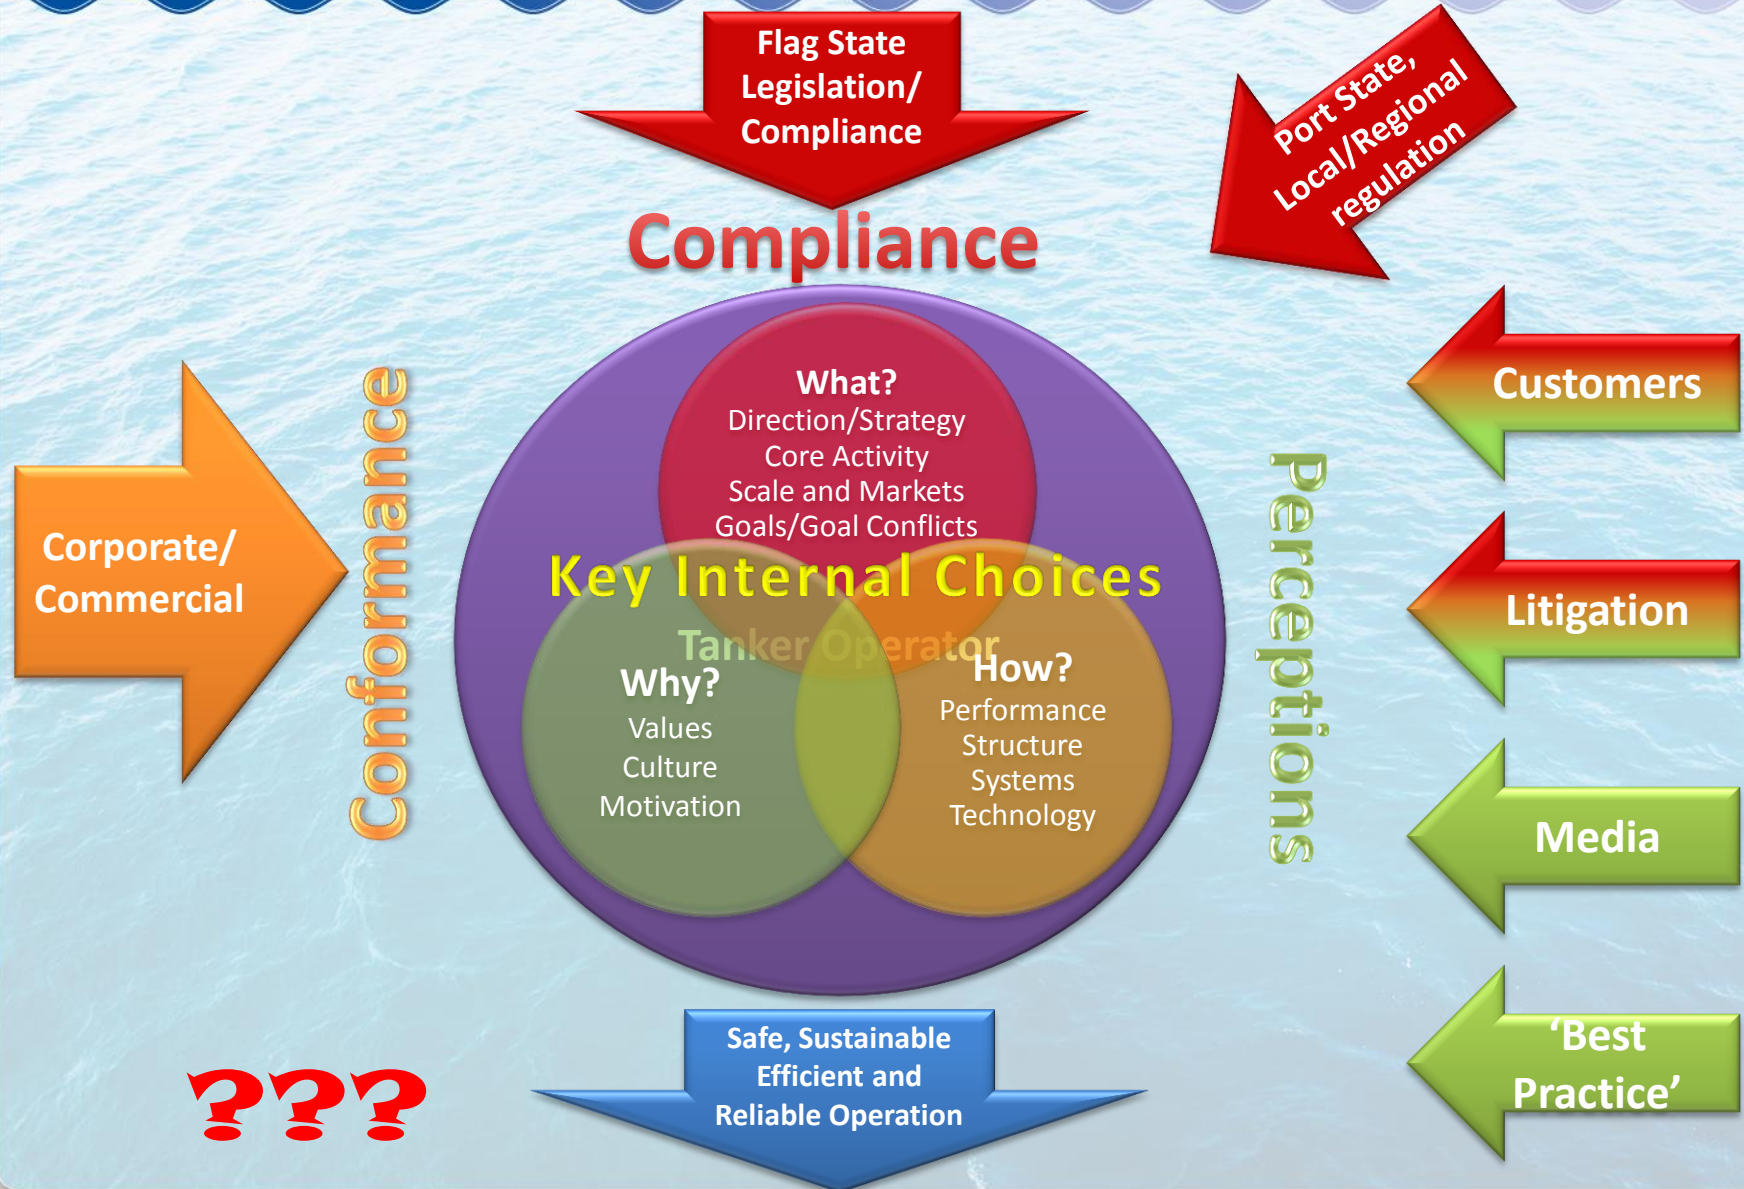 Flag State
Legislation/
Compliance
Port State,
Local/Regional
regulation
Compliance
Conformance
Perceptions
Corporate/
Commercial
What?
Direction/Strategy
Core Activity
Scale and Markets
Goals/Goal Conflicts
Key Internal Choices
Tanker Operator
Why?
Values
Culture
Motivation
How?
Performance
Structure
Systems
Technology
Customers
Litigation
Media
‘Best
Practice’
Safe, Sustainable
Efficient and
Reliable Operation
???